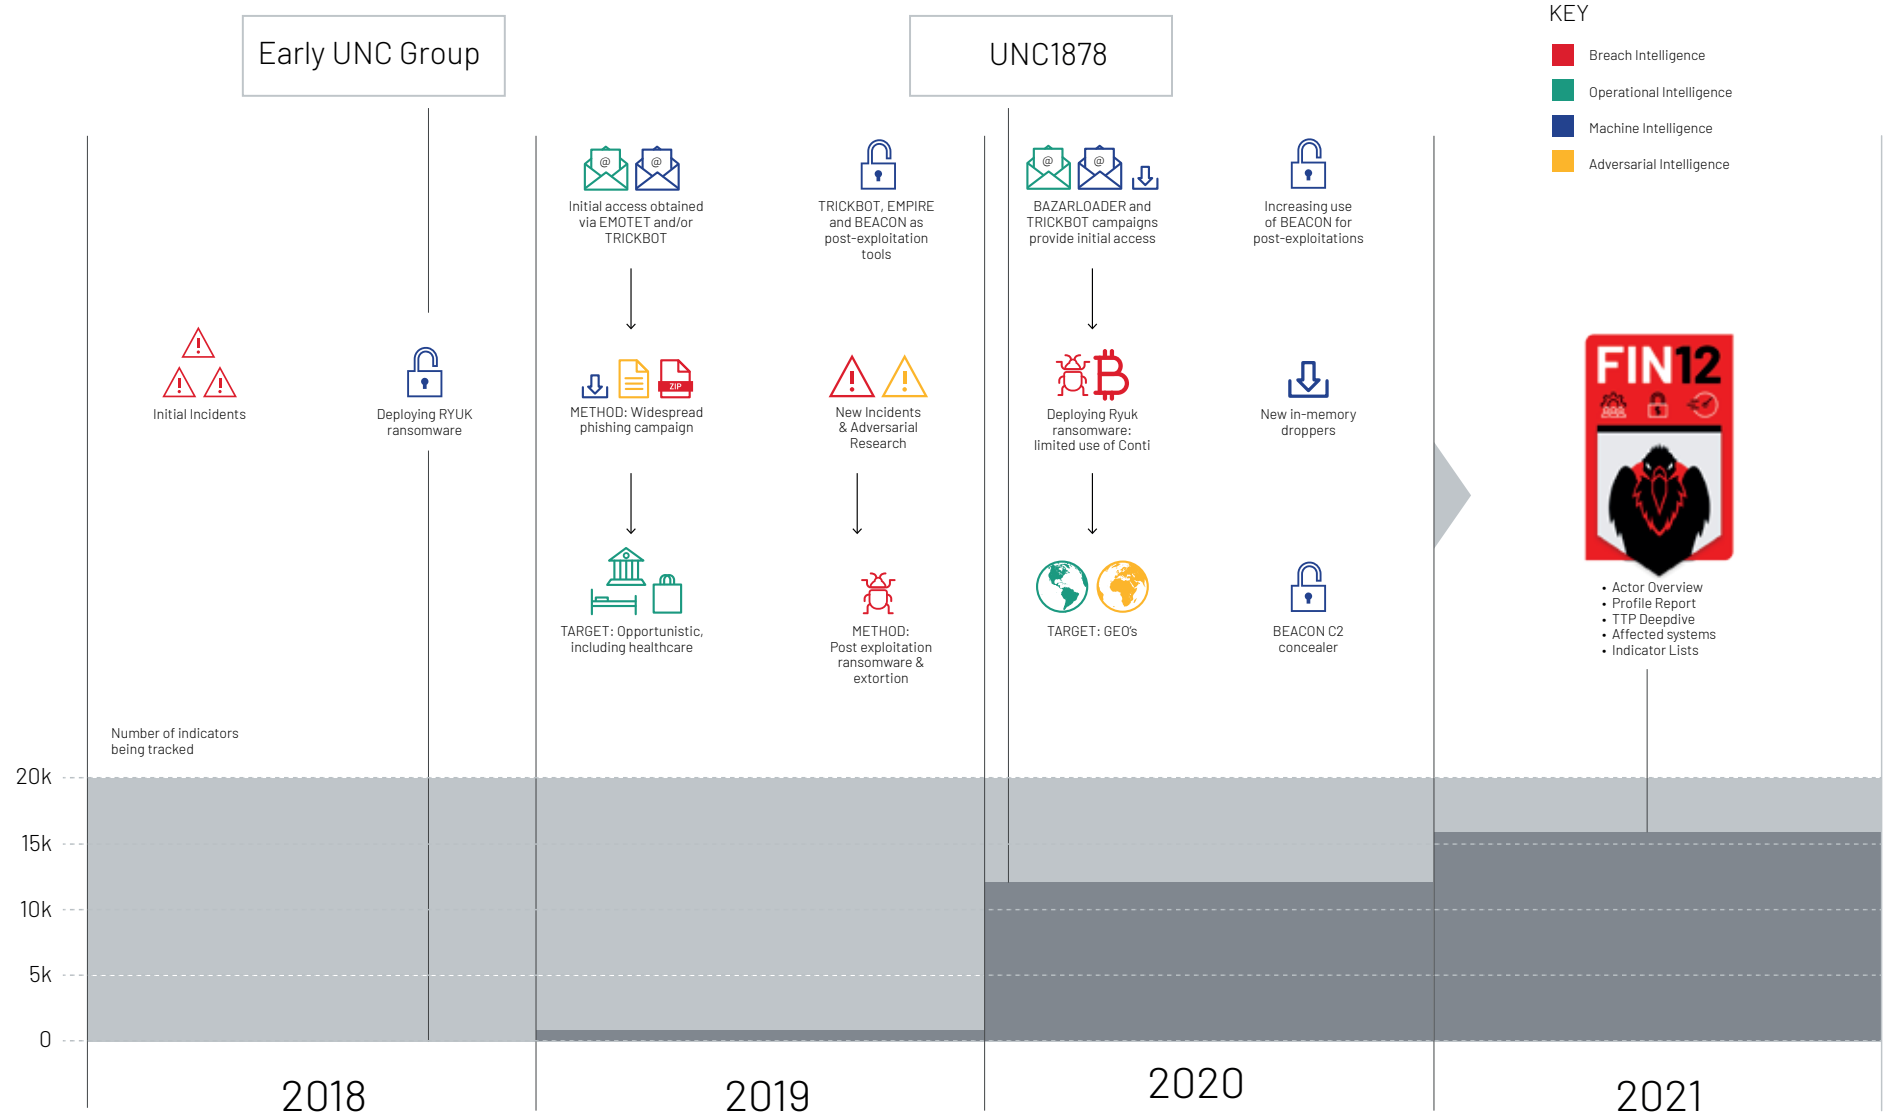 Early UNC Group
UNC1878
KEY
Breach Intelligence
Operational Intelligence
Machine Intelligence
Adversarial Intelligence
@
@
Initial access obtained
via EMOTET and/or
TRICKBOT
TRICKBOT, EMPIRE
and BEACON as
post-exploitation
tools
@
@
BAZARLOADER and
TRICKBOT campaigns
provide initial access
Increasing use
of BEACON for
post-exploitations
Initial Incidents
Deploying RYUK
ransomware
ZIP
METHOD: Widespread
phishing campaign
New Incidents
& Adversarial
Research
Deploying Ryuk
ransomware:
limited use of Conti
New in-memory
droppers
FIN12
TARGET: Opportunistic,
including healthcare
METHOD:
Post exploitation
ransomware &
extortion
TARGET: GEO's
BEACON C2
concealer
• Actor Overview
• Profile Report
• TTP Deepdive
• Affected systems
• Indicator Lists
Number of indicators
being tracked
20k
15k
10k
5k
0
2018
2019
2020
2021